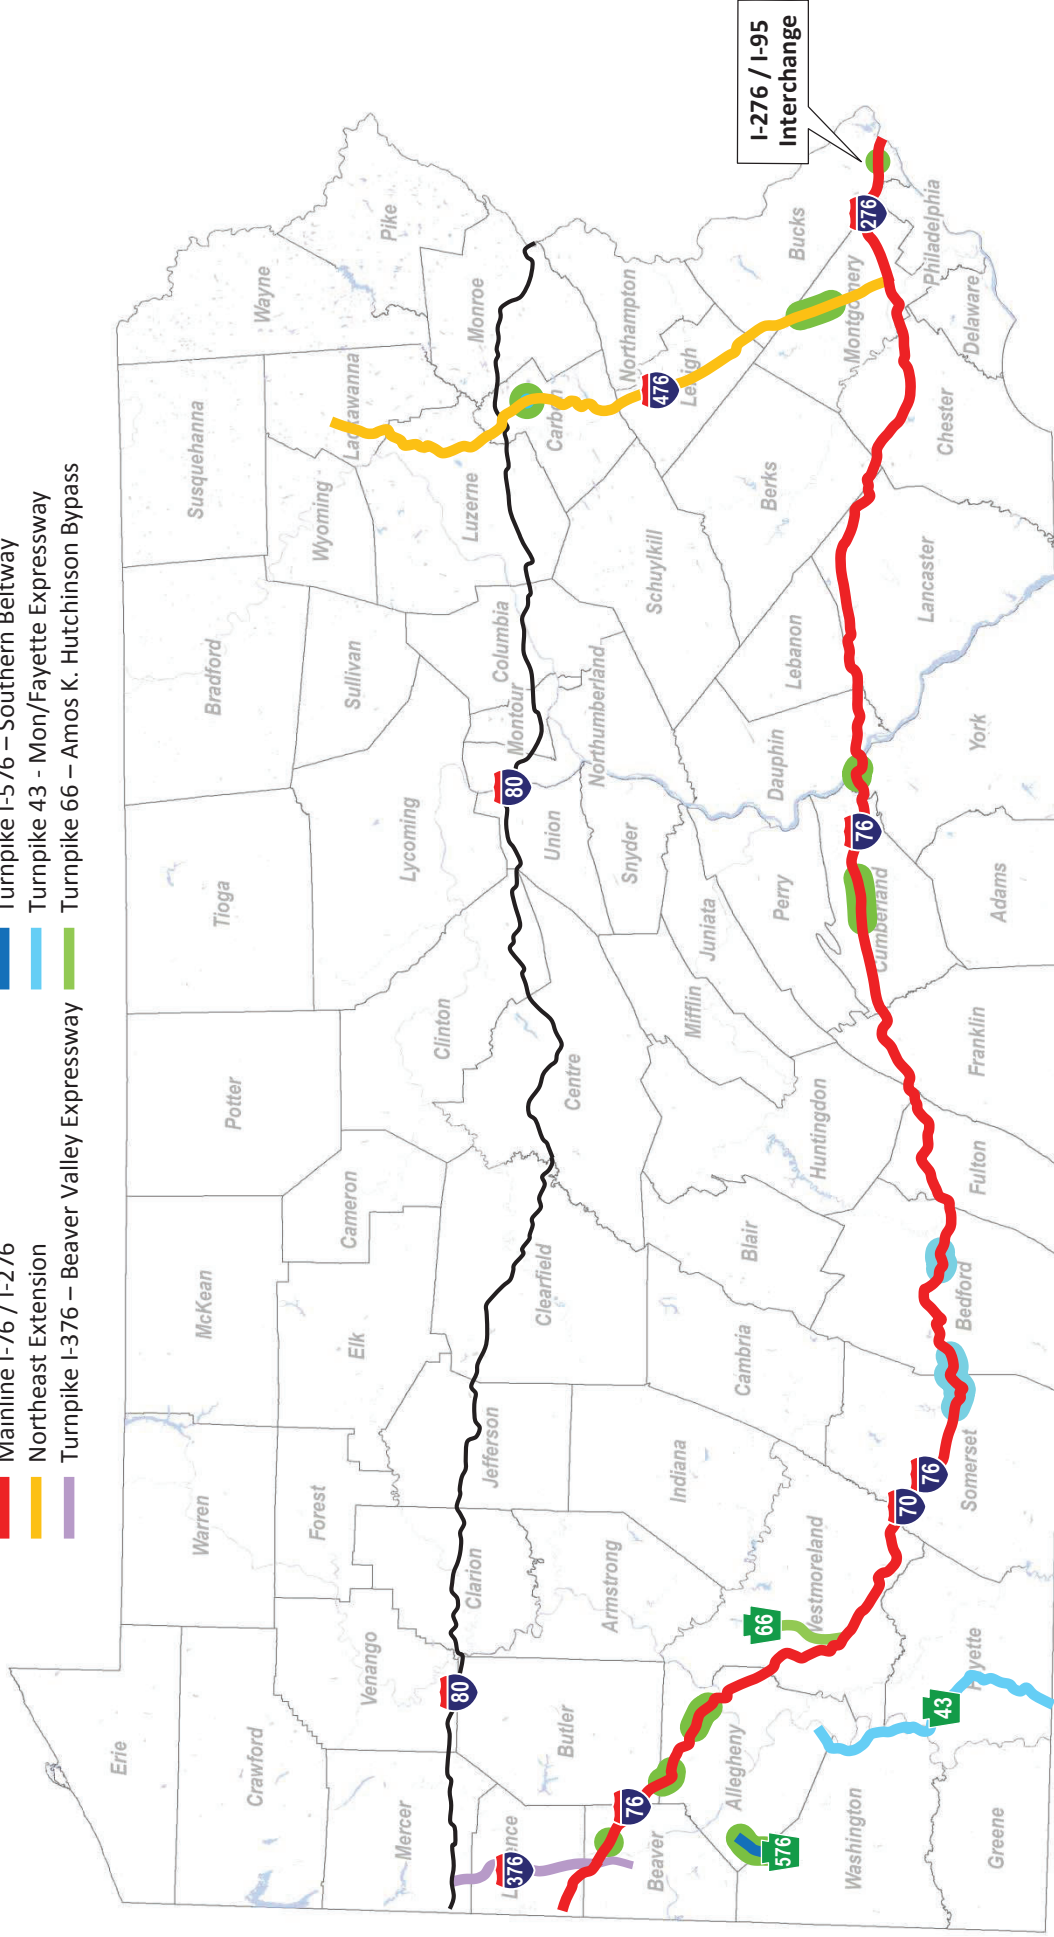 Mainline I-76 / I-276
Northeast Extension
Turnpike I-376 – Beaver Valley Expressway
Turnpike I-576 – Southern Beltway
Turnpike 43 - Mon/Fayette Expressway
Turnpike 66 – Amos K. Hutchinson Bypass
Erie
Crawford
Mercer
Warren
McKean
Potter
Tioga
Bradford
Susquehanna
Wayne
Wyoming
Lackawanna
Pike
Forest
Venango
Elk
Cameron
Clinton
Lycoming
Sullivan
Luzerne
Monroe
Clarion
Jefferson
Clearfield
Centre
Union
Montour
Columbia
Carbon
80
80
376
Butler
Armstrong
Indiana
Snyder
Northumberland
Schuylkill
Northampton
Lehigh
476
Beaver
76
Allegheny
Cambria
Blair
Mifflin
Juniata
Perry
Dauphin
Lebanon
Berks
Bucks
Montgomery
I-276 / I-95
Interchange
576
66
Westmoreland
Huntingdon
Cumberland
76
276
Philadelphia
Washington
43
70
76
Somerset
Bedford
Fulton
Franklin
Adams
York
Lancaster
Chester
Delaware
Greene